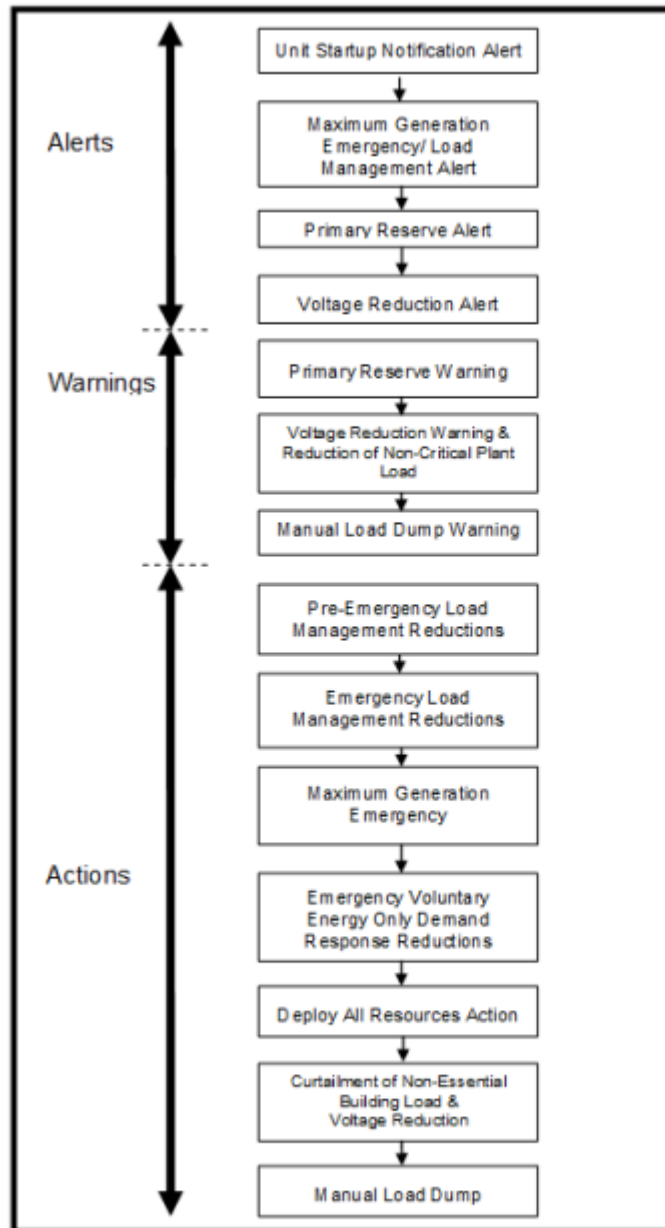 Alerts
Unit Startup Notification Alert
Maximum Generation
Emergency/ Load
Management Alert
Primary Reserve Alert
Voltage Reduction Alert
Warnings
Primary Reserve Warning
Voltage Reduction Warning &
Reduction of Non-Critical Plant
Load
Manual Load Dump Warning
Actions
Pre-Emergency Load
Management Reductions
Emergency Load
Management Reductions
Maximum Generation
Emergency
Emergency Voluntary
Energy Only Demand
Response Reductions
Deploy All Resources Action
Curtailment of Non-Essential
Building Load &
Voltage Reduction
Manual Load Dump